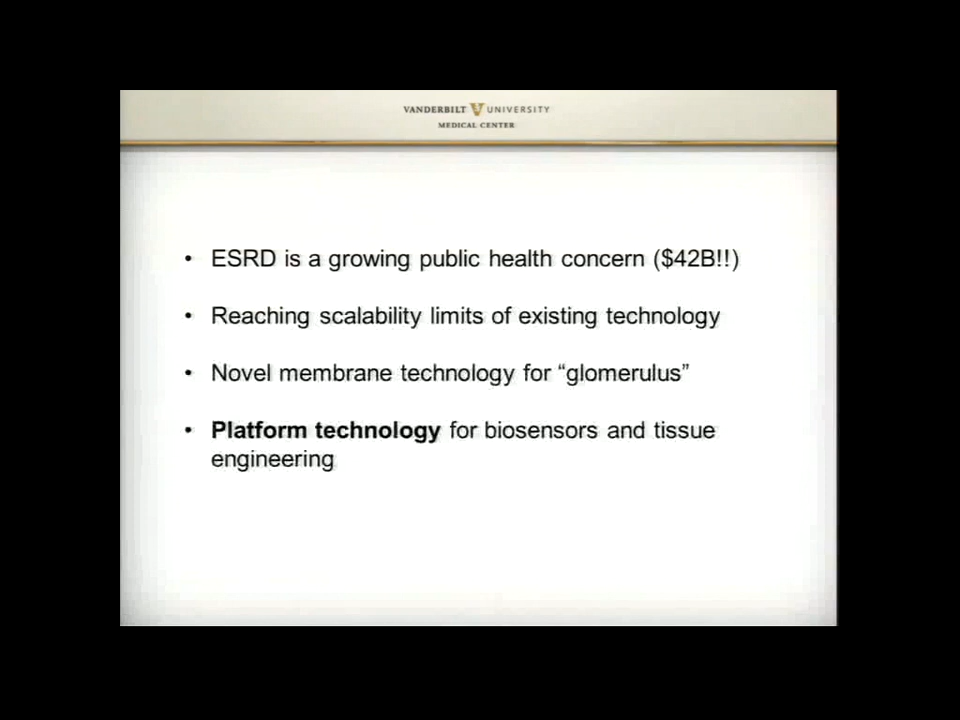 VANDERBILT V UNIVERSITY
MEDICAL CENTER
• ESRD is a growing public health concern ($42B!!)
• Reaching scalability limits of existing technology
• Novel membrane technology for “glomerulus”
• Platform technology for biosensors and tissue
engineering